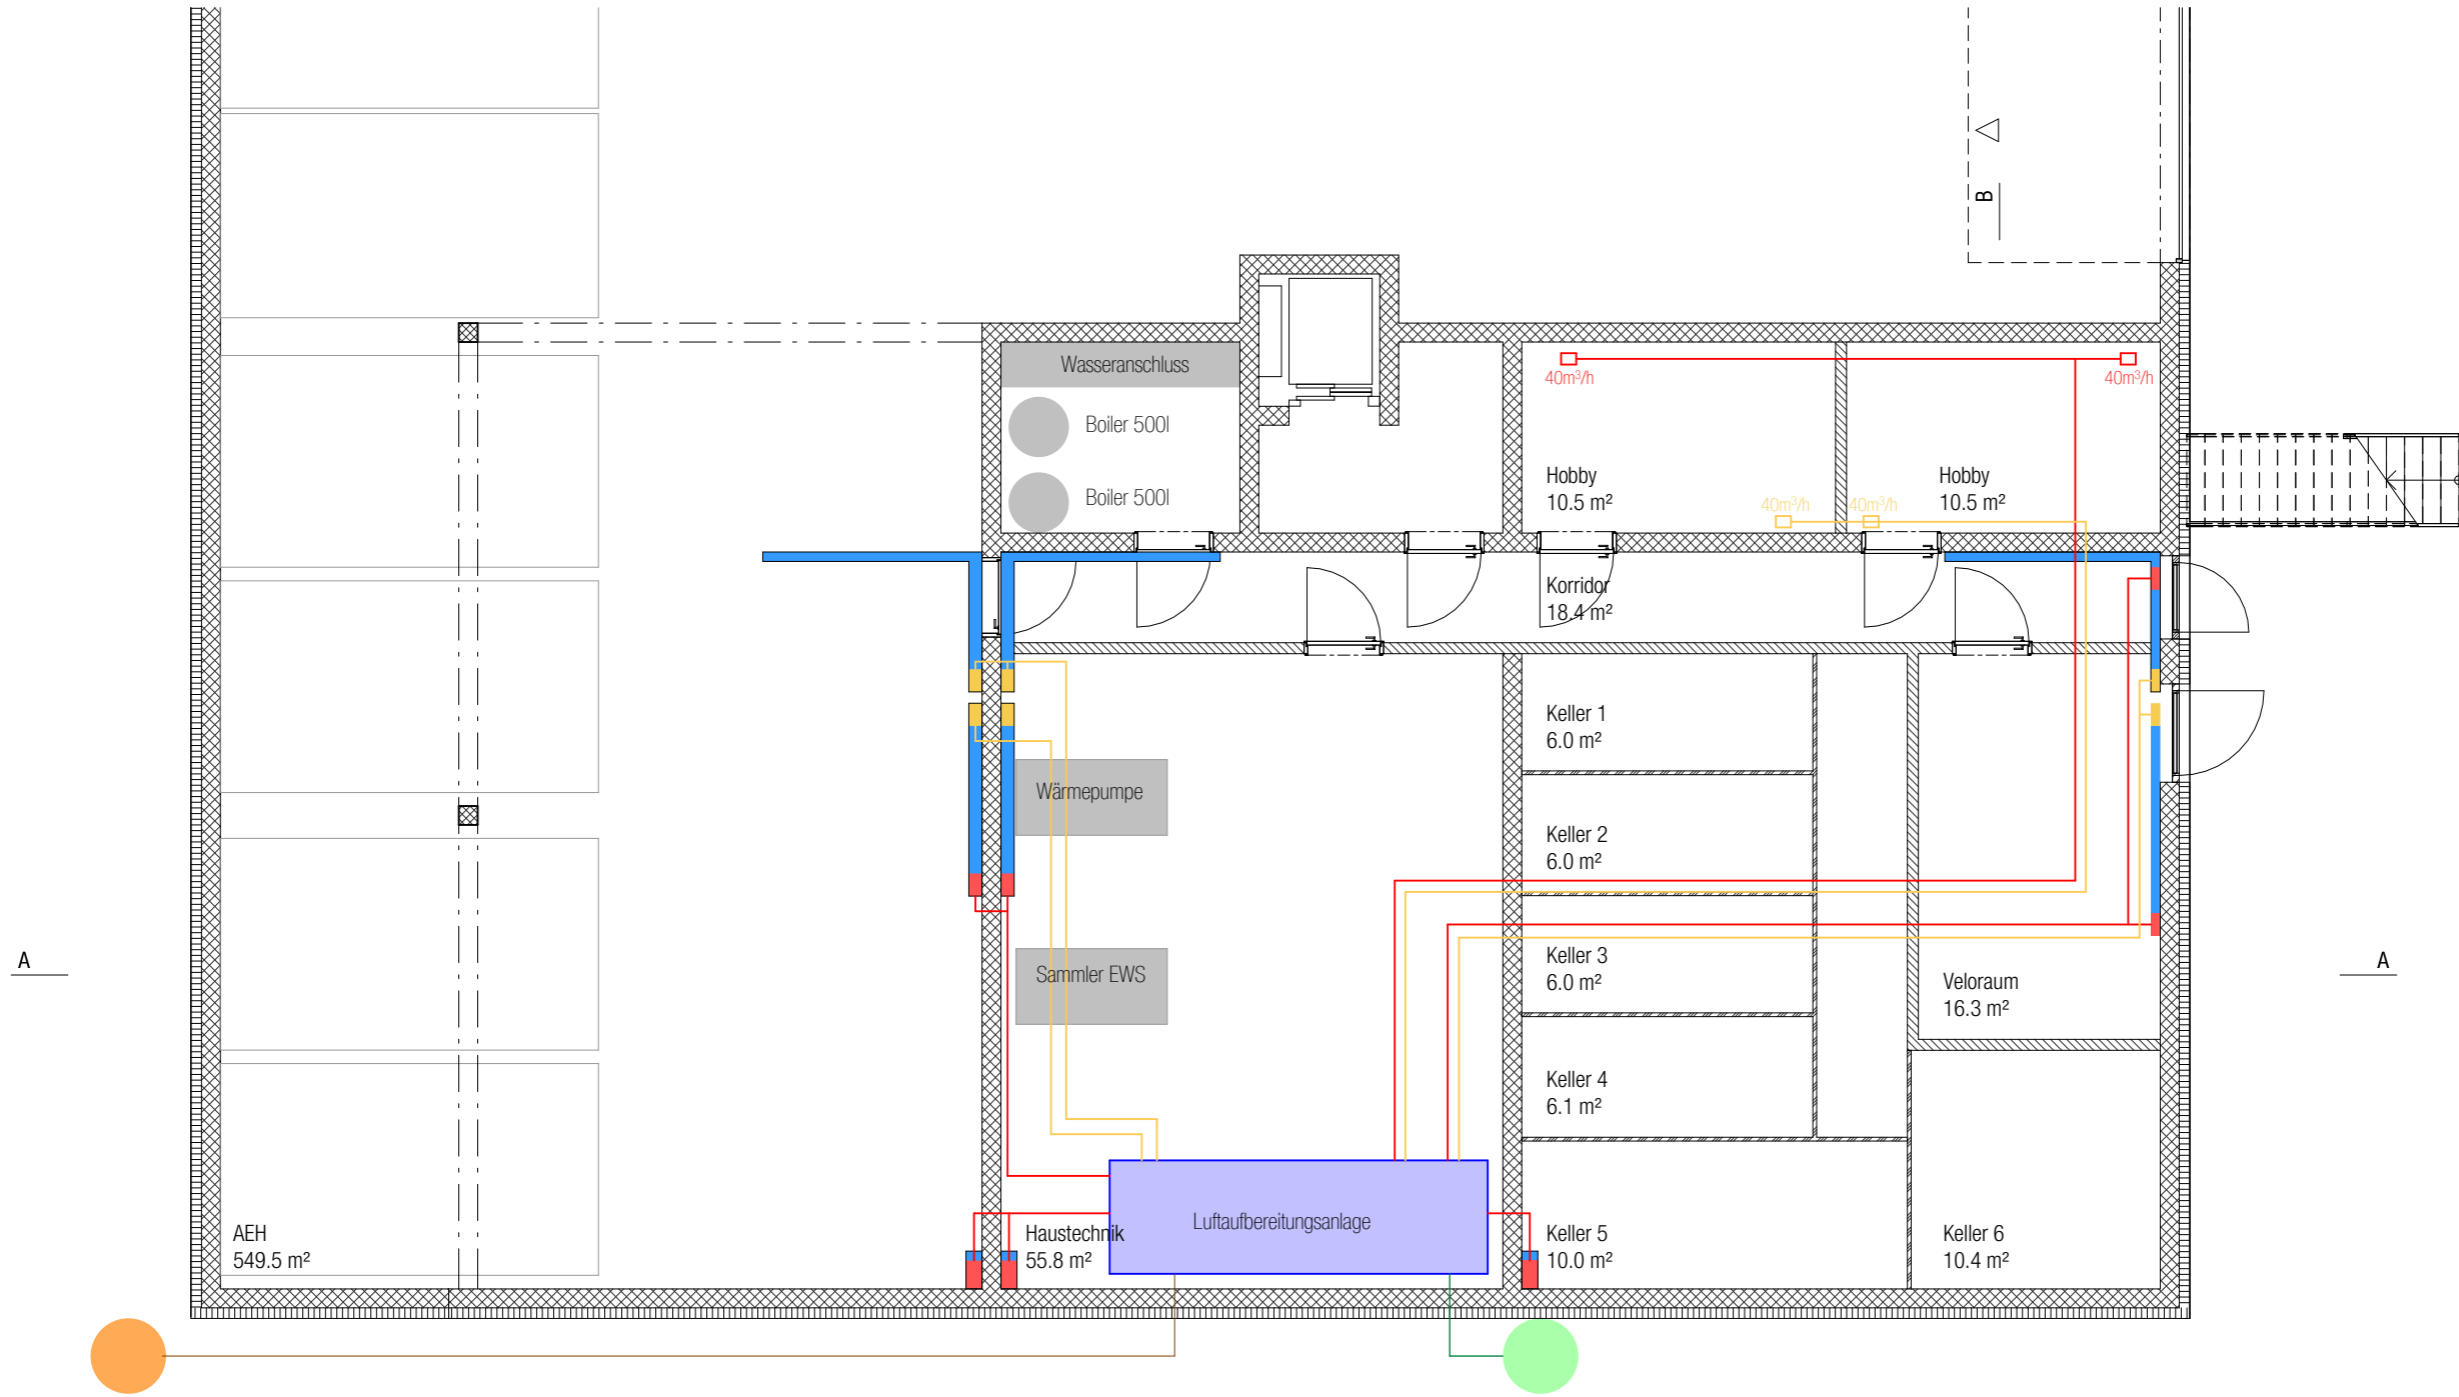 B
Wasseranschluss
Boiler 500l
Boiler 500l
40m³/h
40m³/h
Hobby
10.5 m²
40m³/h
40m³/h
Hobby
10.5 m²
Korridor
18.4 m²
Keller 1
6.0 m²
Wärmepumpe
Keller 2
6.0 m²
A
Sammler EWS
Keller 3
6.0 m²
Veloraum
16.3 m²
A
Keller 4
6.1 m²
AEH
549.5 m²
Haustechnik
55.8 m²
Luftaufbereitungsanlage
Keller 5
10.0 m²
Keller 6
10.4 m²